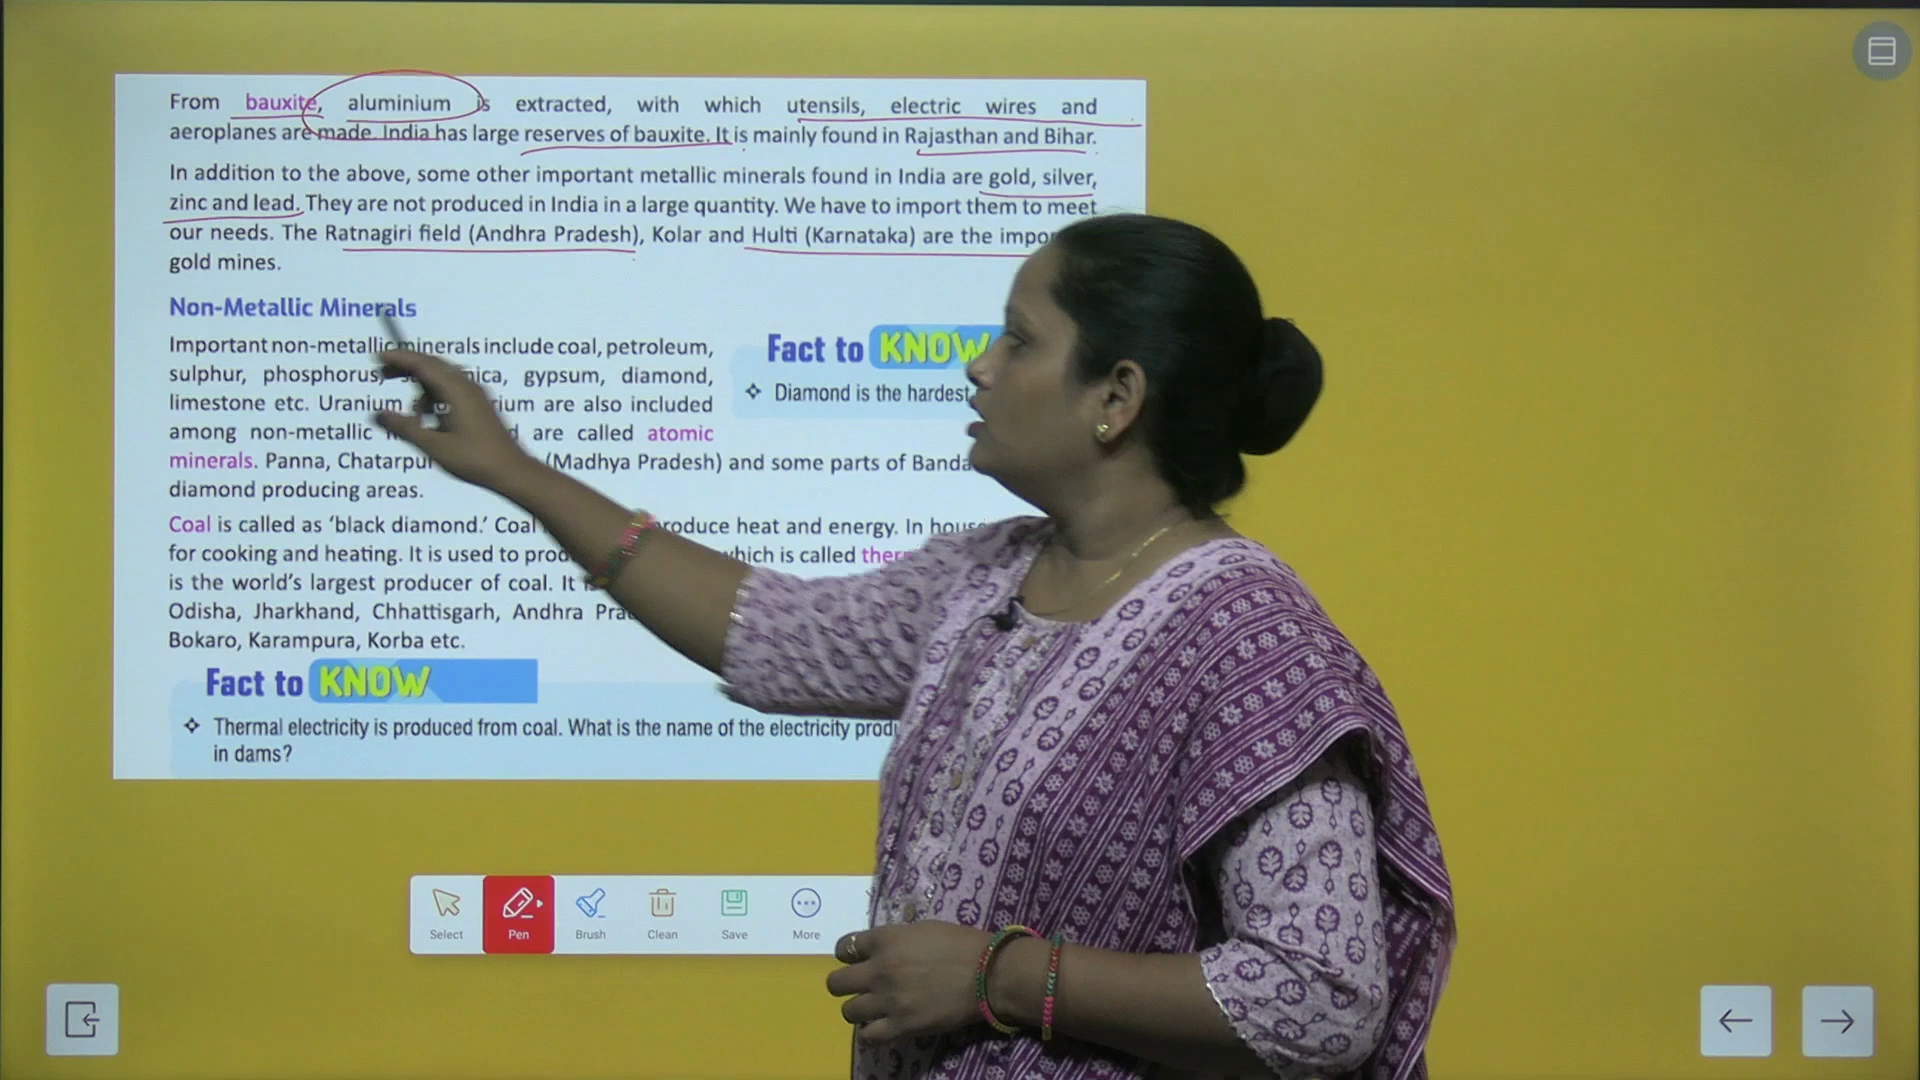 From bauxite, aluminium is extracted, with which utensils, electric wires and
aeroplanes are made. India has large reserves of bauxite. It is mainly found in Rajasthan and Bihar.
In addition to the above, some other important metallic minerals found in India are gold, silver,
zinc and lead. They are not produced in India in a large quantity. We have to import them to meet
our needs. The Ratnagiri field (Andhra Pradesh), Kolar and Hulti (Karnataka) are the impo
gold mines.
Non-Metallic Minerals
Important non-metallic minerals include coal, petroleum,
sulphur, phosphorus, mica, gypsum, diamond,
limestone etc. Uranium are also included
among non-metallic are called atomic
minerals. Panna, Chatarpur (Madhya Pradesh) and some parts of Banda
diamond producing areas.
Fact to KNOW
❖ Diamond is the hardest
Coal is called as ‘black diamond.’ Coal produce heat and energy. In house
for cooking and heating. It is used to which is called
is the world’s largest producer of coal. It
Odisha, Jharkhand, Chhattisgarh, Andhra Pra
Bokaro, Karampura, Korba etc.
Fact to KNOW
❖ Thermal electricity is produced from coal. What is the name of the electricity produ
in dams?
Select Pen Brush Clean Save More